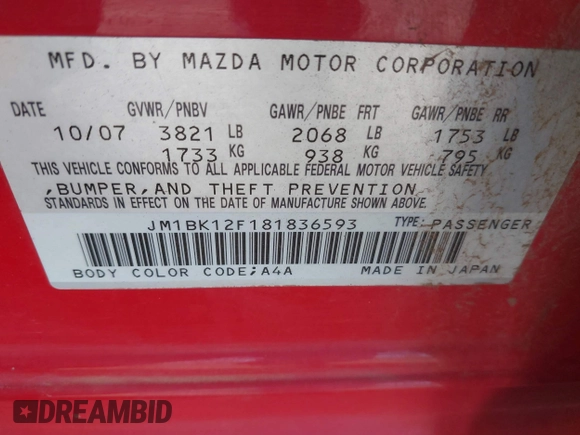 MFD. BY MAZDA MOTOR CORPORATION
DATE GVWR/PNBV GAWR/PNBE FRT GAWR/PNBE RR
10/07 3821 LB 2068 LB 1753 LB
1733 KG 938 KG 795 KG
THIS VEHICLE CONFORMS TO ALL APPLICABLE FEDERAL MOTOR VEHICLE SAFETY
,BUMPER,AND THEFT PREVENTION
STANDARDS IN EFFECT ON THE DATE OF MANUFACTURE SHOWN ABOVE.
JM1BK12F181836593 TYPE: PASSENGER
BODY COLOR CODE;A4A MADE IN JAPAN
DREAMBID